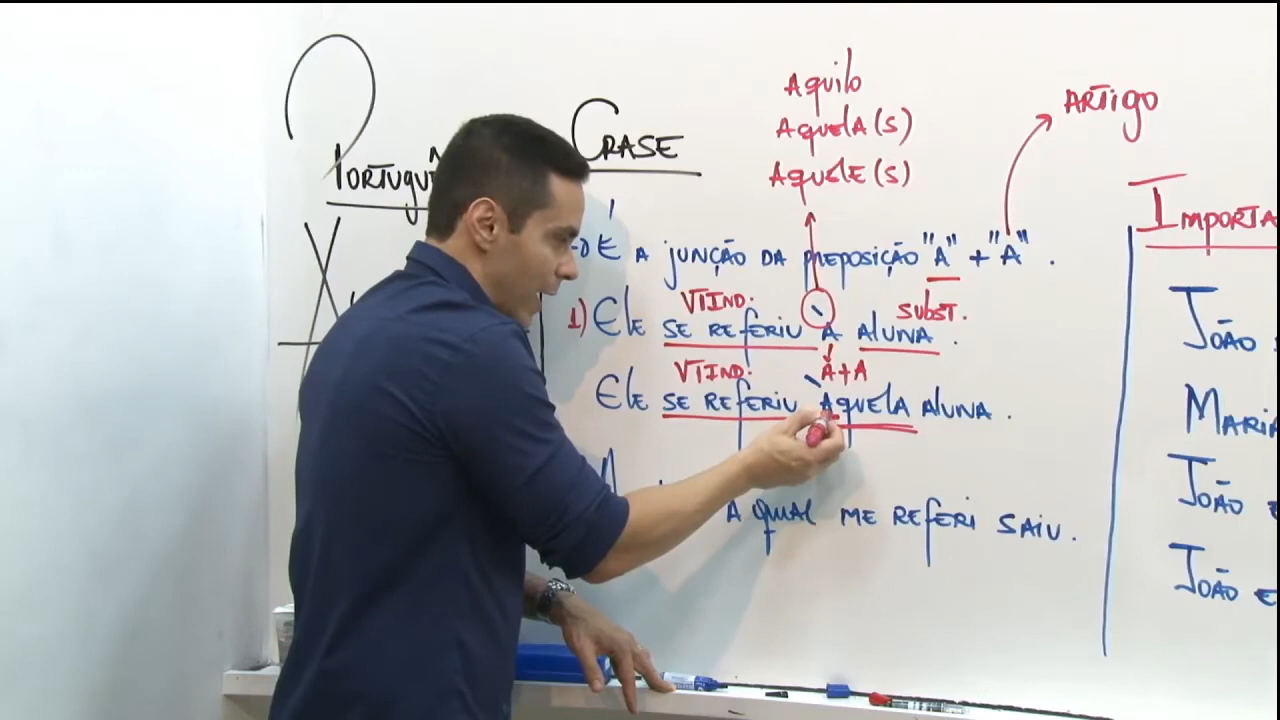 PORTUGUÊ
CRASE
AQUILO
AQUELA(S)
AQUELE(S)
ARTIGO
É A JUNÇÃO DA PREPOSIÇÃO "A" + "A".
VTIND.
SUBST.
1) ELE SE REFERIU À ALUNA.
VTIND.
A+A
ELE SE REFERIU ÀQUELA ALUNA.
A QUAL ME REFERI SAIU.
IMPORTA
JOÃO
MARIA
JOÃO E
JOÃO E